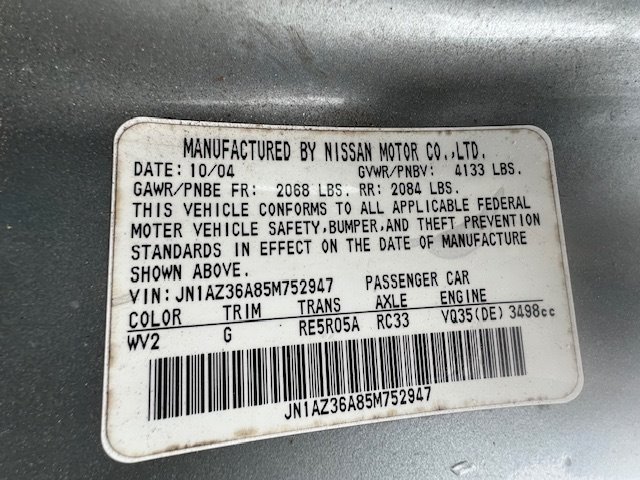 MANUFACTURED BY NISSAN MOTOR CO.,LTD.
DATE: 10/04 GVWR/PNBV: 4133 LBS.
GAWR/PNBE FR: 2068 LBS. RR: 2084 LBS.
THIS VEHICLE CONFORMS TO ALL APPLICABLE FEDERAL
MOTER VEHICLE SAFETY,BUMPER,AND THEFT PREVENTION
STANDARDS IN EFFECT ON THE DATE OF MANUFACTURE
SHOWN ABOVE.
VIN: JN1AZ36A85M752947 PASSENGER CAR
COLOR TRIM TRANS AXLE ENGINE
WV2 G RE5R05A RC33 VQ35(DE) 3498cc
JN1AZ36A85M752947